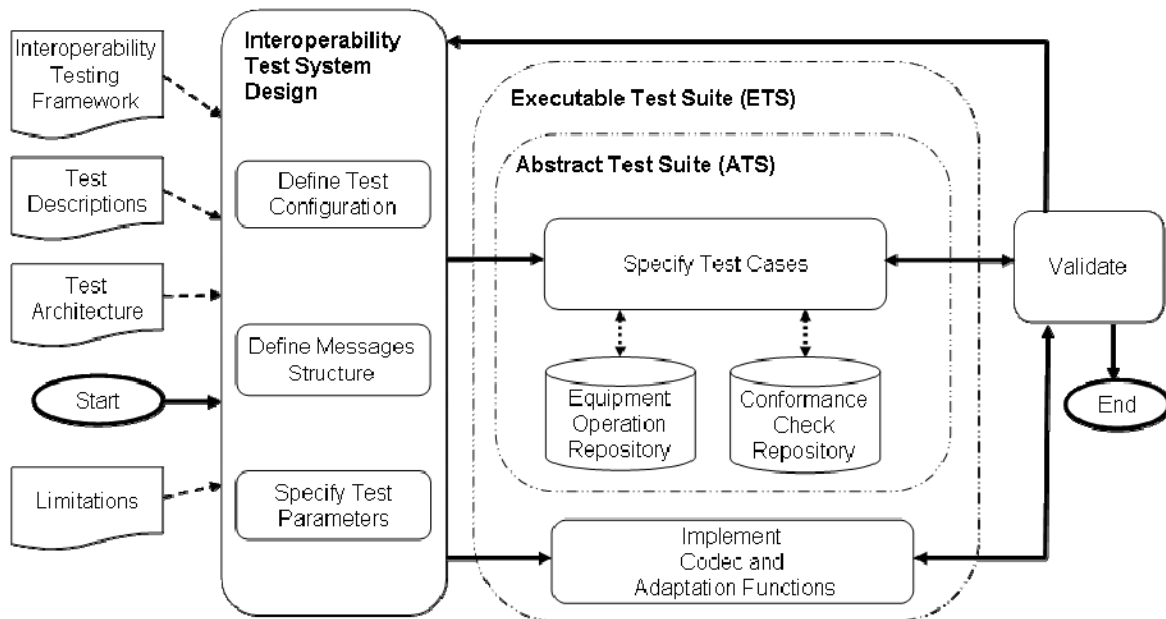 Interoperability
Testing
Framework
Test
Descriptions
Test
Architecture
Start
Limitations
Interoperability
Test System
Design
Define Test
Configuration
Define Messages
Structure
Specify Test
Parameters
Executable Test Suite (ETS)
Abstract Test Suite (ATS)
Specify Test Cases
Equipment
Operation
Repository
Conformance
Check
Repository
Implement
Codec and
Adaptation Functions
Validate
End